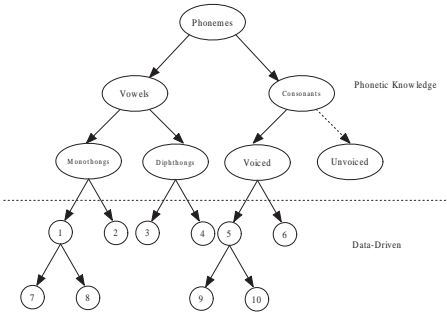 Phonemes
Vowels
Consonants
Phonetic Knowledge
Monothongs
Diphthongs
Voiced
Unvoiced
1
2
3
4
5
6
Data-Driven
7
8
9
10